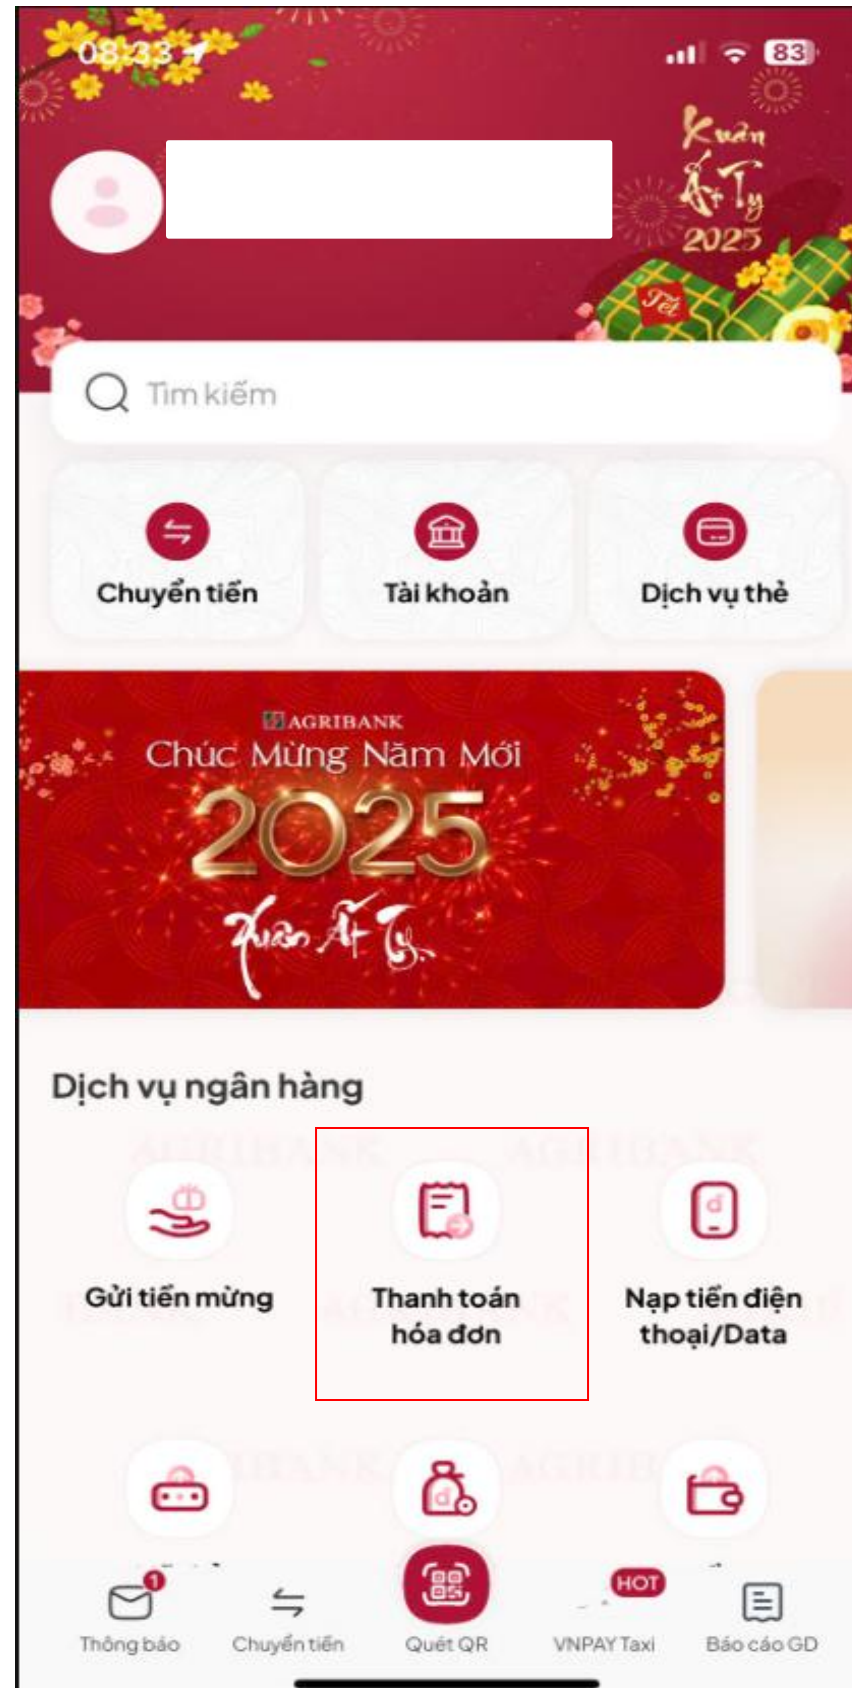 08:33
83
Xuân
Ất Tỵ
2025
Tết
Tìm kiếm
Chuyển tiền
Tài khoản
Dịch vụ thẻ
AGRIBANK
Chúc Mừng Năm Mới
2025
Xuân Ất Tỵ
Dịch vụ ngân hàng
AGRIBANK AGRIBANK
Gửi tiền mừng
Thanh toán
hóa đơn
Nạp tiền điện
thoại/Data
1
HOT
Thông báo
Chuyển tiền
Quét QR
VNPAY Taxi
Báo cáo GD